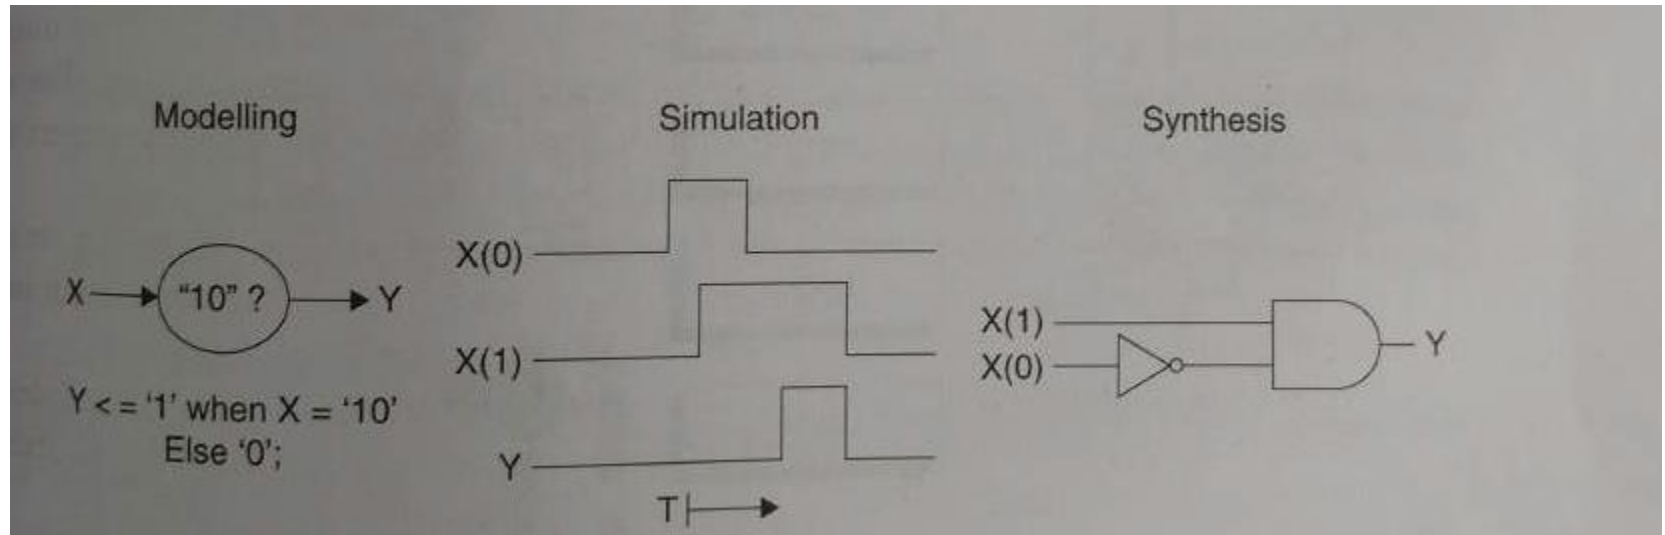 Modelling
Simulation
Synthesis
X
“10” ?
Y
Y < = ‘1’ when X = ‘10’
Else ‘0’;
X(0)
X(1)
Y
T
X(1)
X(0)
Y